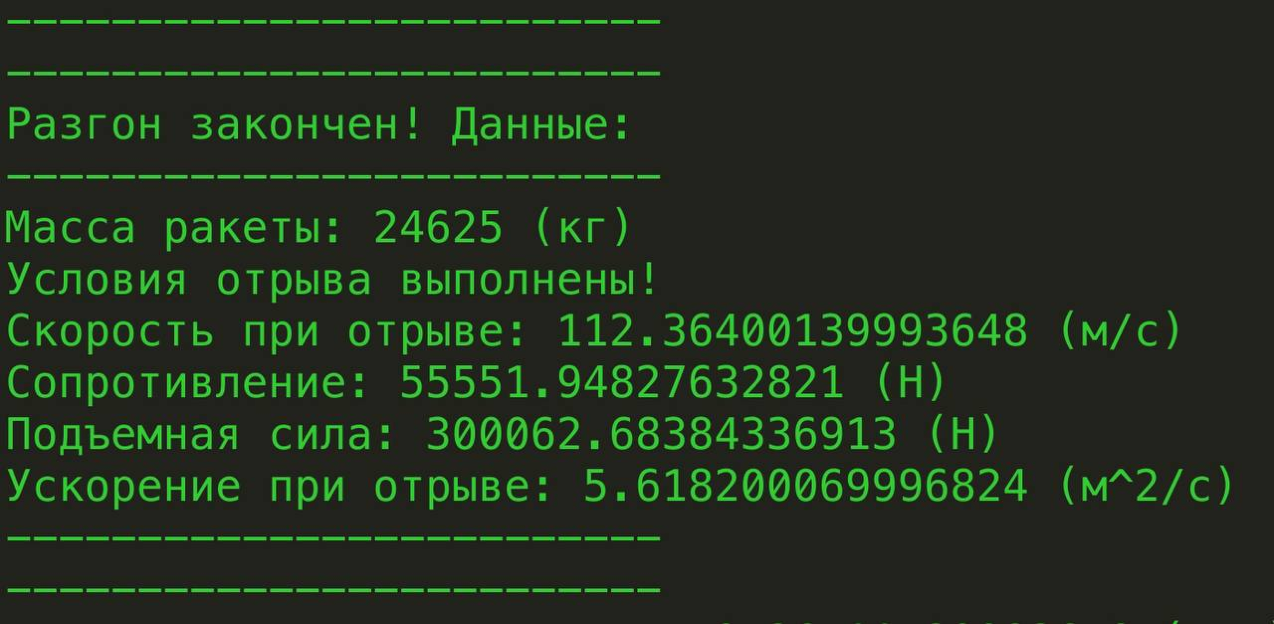 -------------------------
-------------------------
Разгон закончен! Данные:
-------------------------
Масса ракеты: 24625 (кг)
Условия отрыва выполнены!
Скорость при отрыве: 112.36400139993648 (м/с)
Сопротивление: 55551.94827632821 (Н)
Подъемная сила: 300062.68384336913 (Н)
Ускорение при отрыве: 5.618200069996824 (м^2/с)
-------------------------
-------------------------